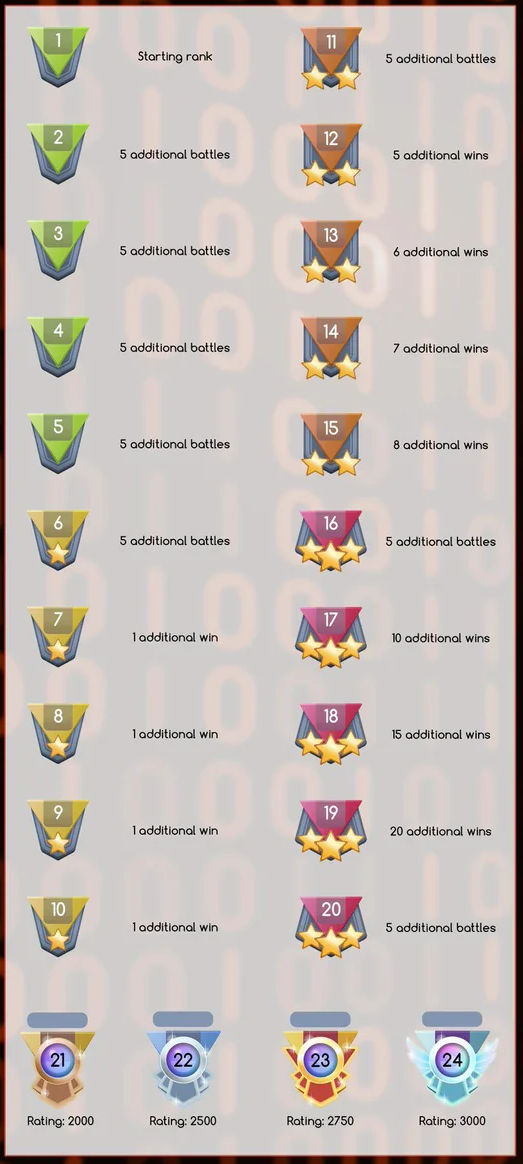 1
Starting rank
2
5 additional battles
3
5 additional battles
4
5 additional battles
5
5 additional battles
6
5 additional battles
7
1 additional win
8
1 additional win
9
1 additional win
10
1 additional win
11
5 additional battles
12
5 additional wins
13
6 additional wins
14
7 additional wins
15
8 additional wins
16
5 additional battles
17
10 additional wins
18
15 additional wins
19
20 additional wins
20
5 additional battles
21
Rating: 2000
22
Rating: 2500
23
Rating: 2750
24
Rating: 3000